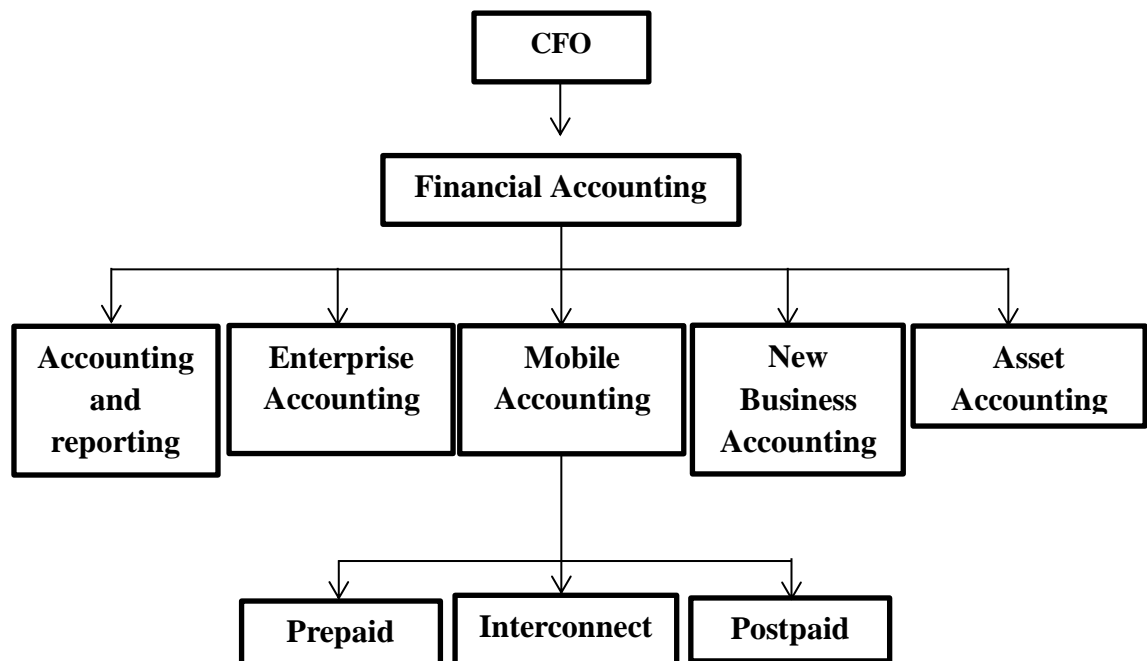 CFO
Financial Accounting
Accounting
and
reporting
Enterprise
Accounting
Mobile
Accounting
New
Business
Accounting
Asset
Accounting
Prepaid
Interconnect
Postpaid